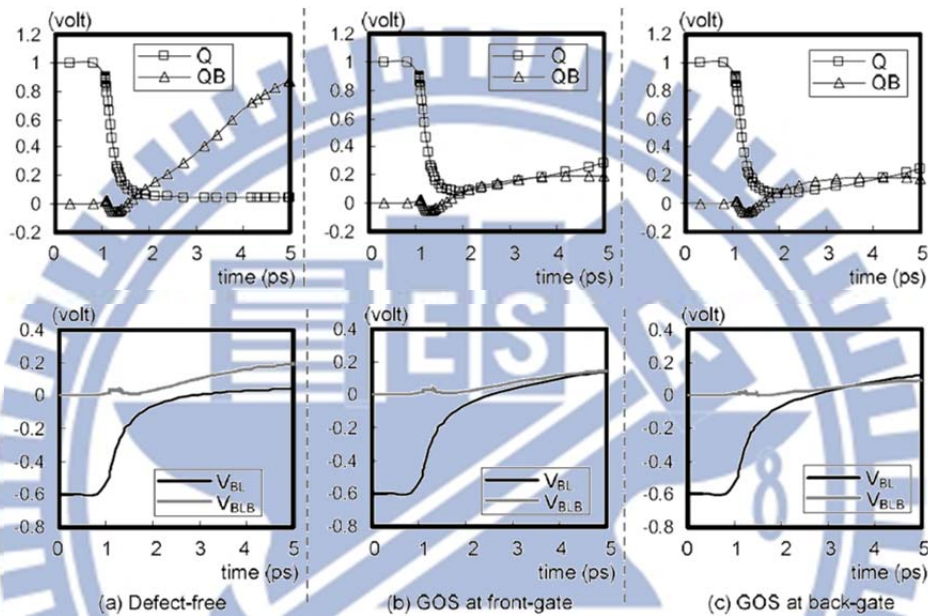 (volt) (volt) (volt)
1.2 1.2 1.2
Q Q Q
1 1 1
QB QB QB
0.8 0.8 0.8
0.6 0.6 0.6
0.4 0.4 0.4
0.2 0.2 0.2
0 0 0
-0.2 -0.2 -0.2
0 1 2 3 4 5 0 1 2 3 4 5 0 1 2 3 4 5
time (ps) time (ps) time (ps)
(volt) (volt) (volt)
0.4 0.4 0.4
E S A
0.2 0.2 0.2
0 0 0
-0.2 -0.2 -0.2
-0.4 -0.4 -0.4
VBL VBL VBL
-0.6 -0.6 -0.6
VBLB VBLB VBLB
8
-0.8 -0.8 -0.8
0 1 2 3 4 5 0 1 2 3 4 5 0 1 2 3 4 5
time (ps) time (ps) time (ps)
(a) Defect-free (b) GOS at front-gate (c) GOS at back-gate